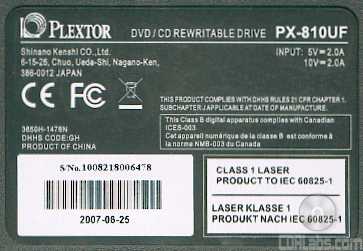 PLEXTOR
DVD / CD REWRITABLE DRIVE PX-810UF
Shinano Kenshi CO.,Ltd.
6-15-26, Chuo, Ueda-Shi, Nagano-Ken,
386-0012 JAPAN
INPUT: 5V = 2.0A
10V = 2.0A
CE FC
THIS PRODUCT COMPLIES WITH DHHS RULES 21 CFR CHAPTER 1.
SUBSCHAPTER J APPLICABLE AT DATE OF MANUFACTURE.
This Class B digital apparatus complies with Canadian
ICES-003
Cet appareil numérique de la classe B est conforme à
la norme NMB-003 du Canada
3650H-1476N
DHHS CODE:GH
PRODUCT OF CHINA
S/No. 1008218006478
2007-06-25
CLASS 1 LASER
PRODUCT TO IEC 60825-1
LASER KLASSE 1
PRODUKT NACH IEC 60825-1
CDRLabs.com